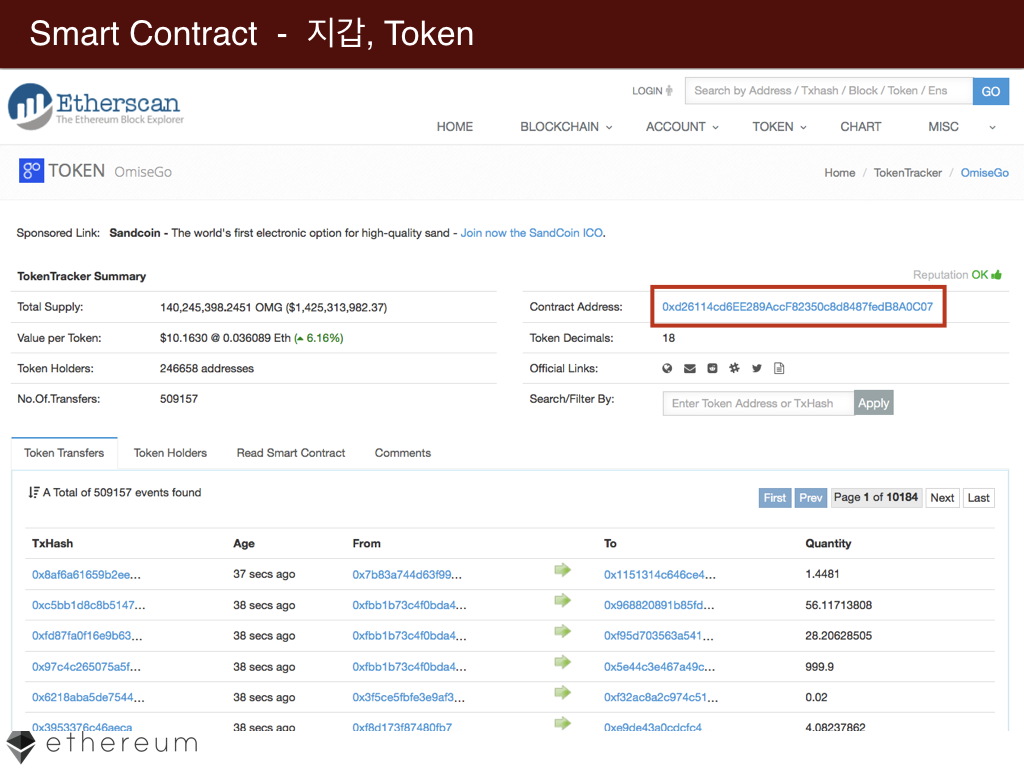 Smart Contract - 지갑, Token
Etherscan
The Ethereum Block Explorer
LOGIN
Search by Address / Txhash / Block / Token / Ens
GO
HOME BLOCKCHAIN ACCOUNT TOKEN CHART MISC
TOKEN OmiseGo
Home / TokenTracker / OmiseGo
Sponsored Link: Sandcoin - The world's first electronic option for high-quality sand - Join now the SandCoin ICO.
TokenTracker Summary
Reputation OK
Total Supply: 140,245,398.2451 OMG ($1,425,313,982.37)
Contract Address: 0xd26114cd6EE289AccF82350c8d8487fedB8A0C07
Value per Token: $10.1630 @ 0.036089 Eth (6.16%)
Token Decimals: 18
Token Holders: 246658 addresses
Official Links:
No.Of.Transfers: 509157
Search/Filter By: Enter Token Address or TxHash Apply
Token Transfers Token Holders Read Smart Contract Comments
A Total of 509157 events found
First Prev Page 1 of 10184 Next Last
TxHash Age From To Quantity
0x8af6a61659b2ee... 37 secs ago 0x7b83a744d63f99... 0x1151314c646ce4... 1.4481
0xc5bb1d8c8b5147... 38 secs ago 0xfbb1b73c4f0bda4... 0x968820891b85fd... 56.11713808
0xfd87fa0f16e9b63... 38 secs ago 0xfbb1b73c4f0bda4... 0xf95d703563a541... 28.20628505
0x97c4c265075a5f... 38 secs ago 0xfbb1b73c4f0bda4... 0x5e44c3e467a49c... 999.9
0x6218aba5de7544... 38 secs ago 0x3f5ce5fbfe3e9af3... 0xf32ac8a2c974c51... 0.02
0x3953376c46aeca 38 secs ago 0xf8d173f87480fb7 0xe9de43a0cdcfc4 4.08237862
ethereum